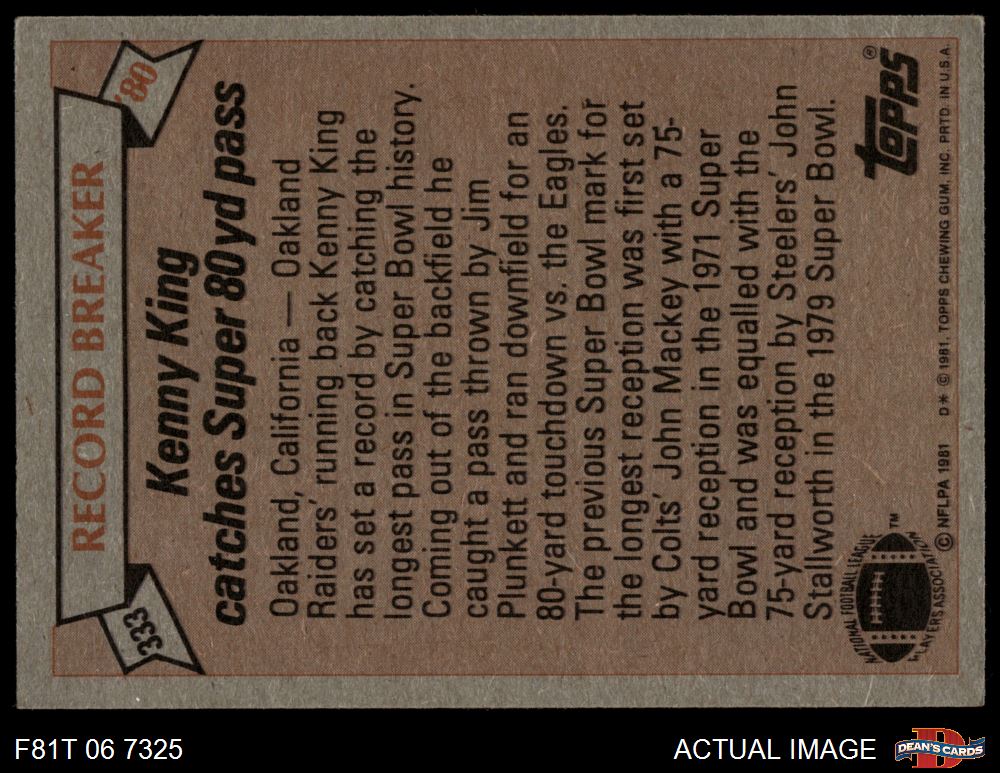 333
RECORD BREAKER
'80
Kenny King
catches Super 80 yd pass
Oakland, California — Oakland
Raiders' running back Kenny King
has set a record by catching the
longest pass in Super Bowl history.
Coming out of the backfield he
caught a pass thrown by Jim
Plunkett and ran downfield for an
80-yard touchdown vs. the Eagles.
The previous Super Bowl mark for
the longest reception was first set
by Colts' John Mackey with a 75-
yard reception in the 1971 Super
Bowl and was equalled with the
75-yard reception by Steelers' John
Stallworth in the 1979 Super Bowl.
NATIONAL FOOTBALL LEAGUE
PLAYERS ASSOCIATION
™
topps®
© NFLPA 1981 D* © 1981, TOPPS CHEWING GUM, INC. PRTD. IN U.S.A.
F81T 06 7325
ACTUAL IMAGE
D
DEAN'S CARDS